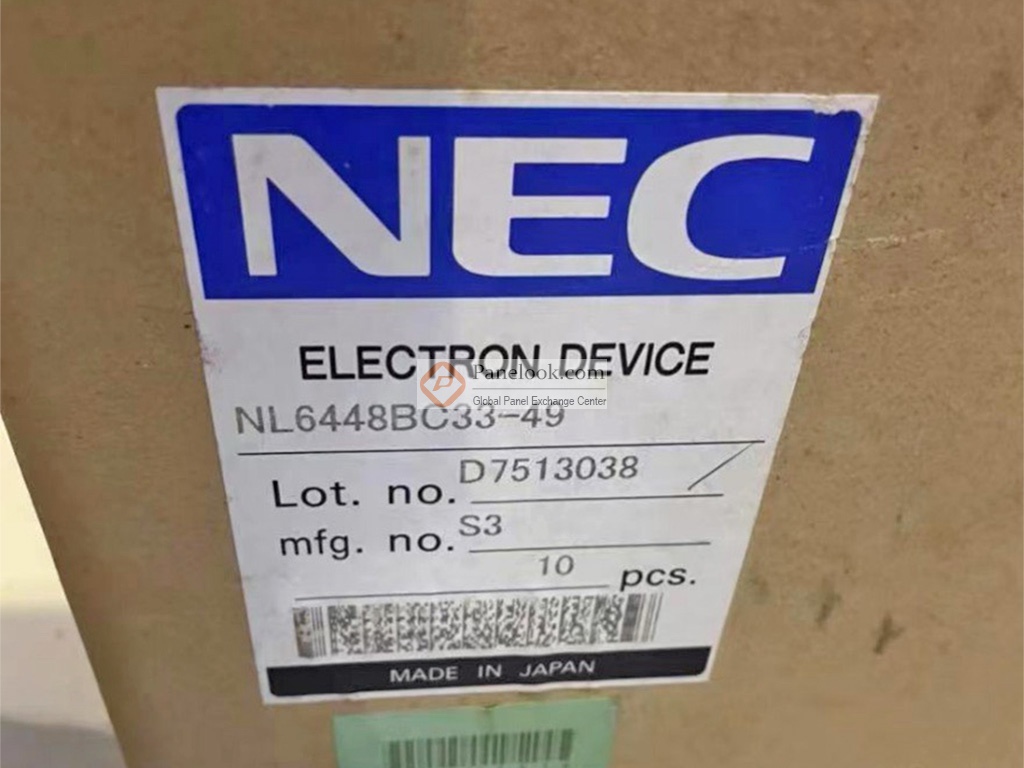 NEC
ELECTRON DEVICE
Panelook.com
Global Panel Exchange Center
NL6448BC33-49
Lot. no. D7513038
mfg. no. S3
10 pcs.
MADE IN JAPAN